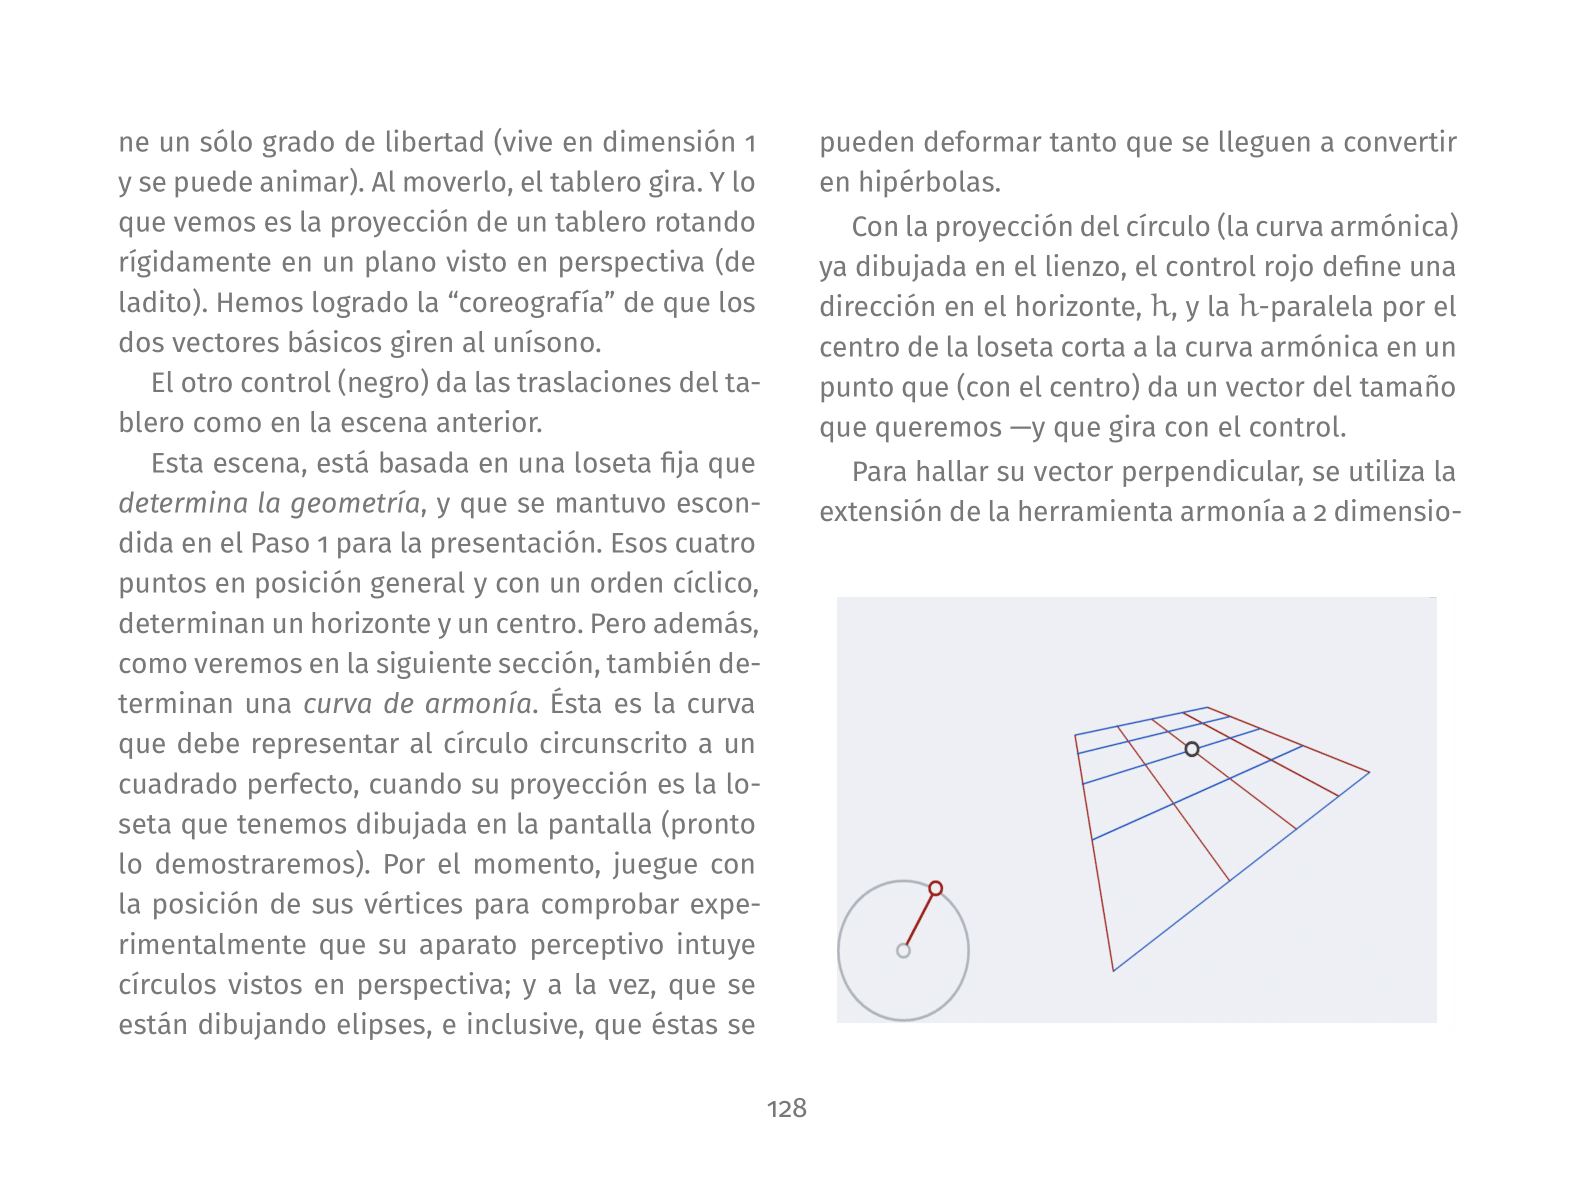 ne un sólo grado de libertad (vive en dimensión 1
y se puede animar). Al moverlo, el tablero gira. Y lo
que vemos es la proyección de un tablero rotando
rígidamente en un plano visto en perspectiva (de
ladito). Hemos logrado la “coreografía” de que los
dos vectores básicos giren al unísono.
El otro control (negro) da las traslaciones del ta-
blero como en la escena anterior.
Esta escena, está basada en una loseta fija que
determina la geometría, y que se mantuvo escon-
dida en el Paso 1 para la presentación. Esos cuatro
puntos en posición general y con un orden cíclico,
determinan un horizonte y un centro. Pero además,
como veremos en la siguiente sección, también de-
terminan una curva de armonía. Ésta es la curva
que debe representar al círculo circunscrito a un
cuadrado perfecto, cuando su proyección es la lo-
seta que tenemos dibujada en la pantalla (pronto
lo demostraremos). Por el momento, juegue con
la posición de sus vértices para comprobar expe-
rimentalmente que su aparato perceptivo intuye
círculos vistos en perspectiva; y a la vez, que se
están dibujando elipses, e inclusive, que éstas se
pueden deformar tanto que se lleguen a convertir
en hipérbolas.
Con la proyección del círculo (la curva armónica)
ya dibujada en el lienzo, el control rojo define una
dirección en el horizonte, h, y la h-paralela por el
centro de la loseta corta a la curva armónica en un
punto que (con el centro) da un vector del tamaño
que queremos —y que gira con el control.
Para hallar su vector perpendicular, se utiliza la
extensión de la herramienta armonía a 2 dimensio-
128